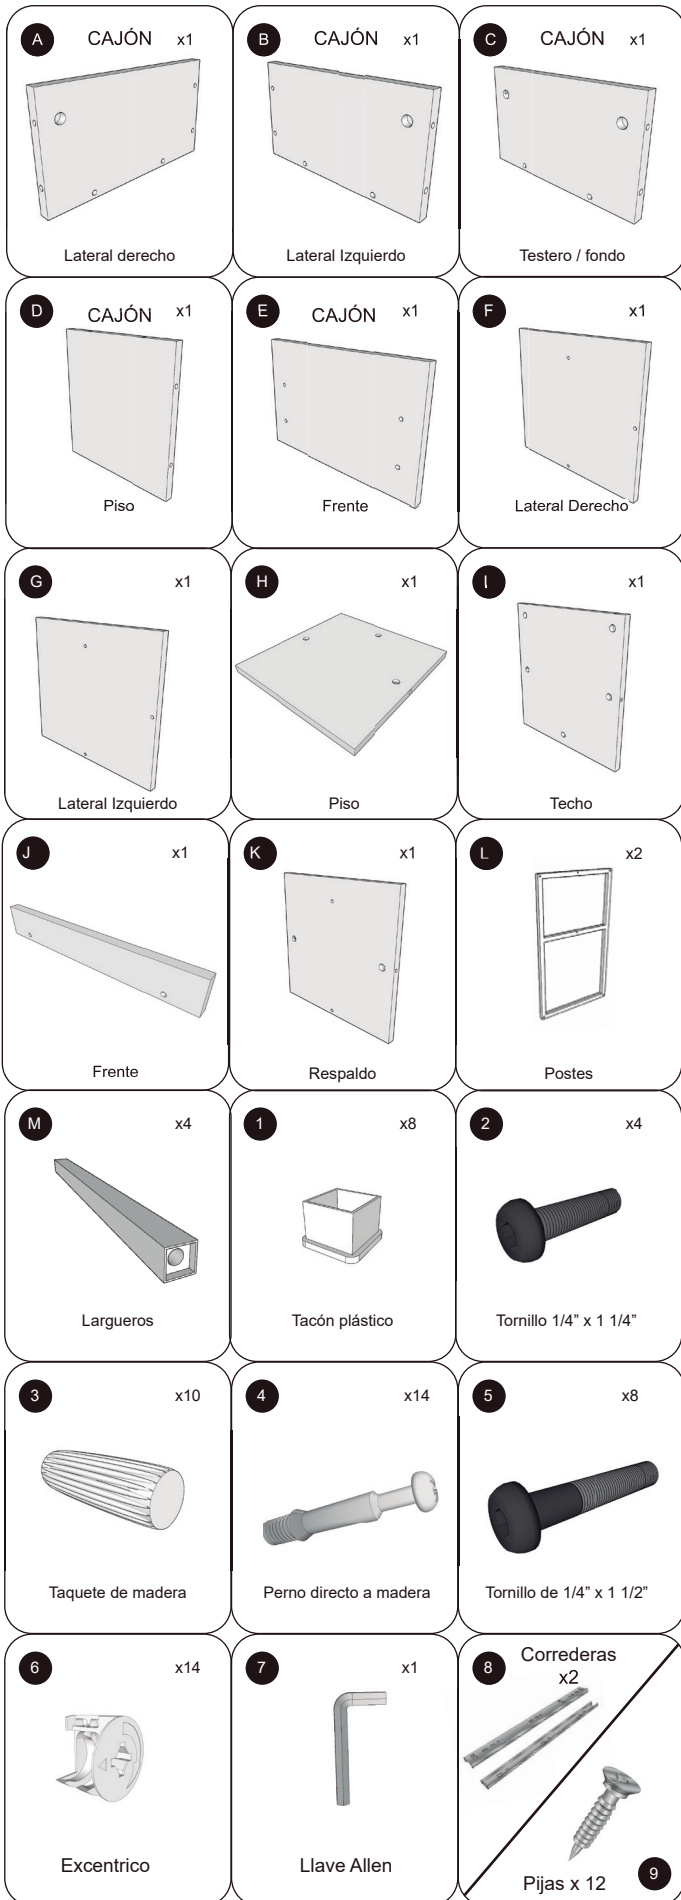 A CAJÓN x1
Lateral derecho
B CAJÓN x1
Lateral Izquierdo
C CAJÓN x1
Testero / fondo
D CAJÓN x1
Piso
E CAJÓN x1
Frente
F x1
Lateral Derecho
G x1
Lateral Izquierdo
H x1
Piso
I x1
Techo
J x1
Frente
K x1
Respaldo
L x2
Postes
M x4
Largueros
1 x8
Tacón plástico
2 x4
Tornillo 1/4” x 1 1/4”
3 x10
Taquete de madera
4 x14
Perno directo a madera
5 x8
Tornillo de 1/4” x 1 1/2”
6 x14
Excentrico
7 x1
Llave Allen
8 Correderas
x2
Pijas x 12 9